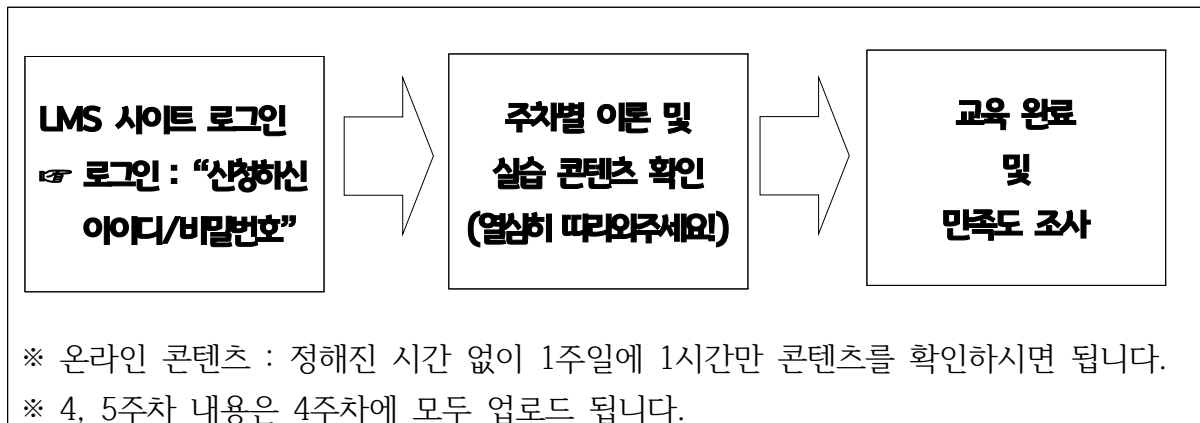 LMS 사이트 로그인
☞ 로그인 : “신청하신
아이디/비밀번호”
주차별 이론 및
실습 콘텐츠 확인
(열심히 따라와주세요!)
교육 완료
및
만족도 조사
※ 온라인 콘텐츠 : 정해진 시간 없이 1주일에 1시간만 콘텐츠를 확인하시면 됩니다.
※ 4, 5주차 내용은 4주차에 모두 업로드 됩니다.